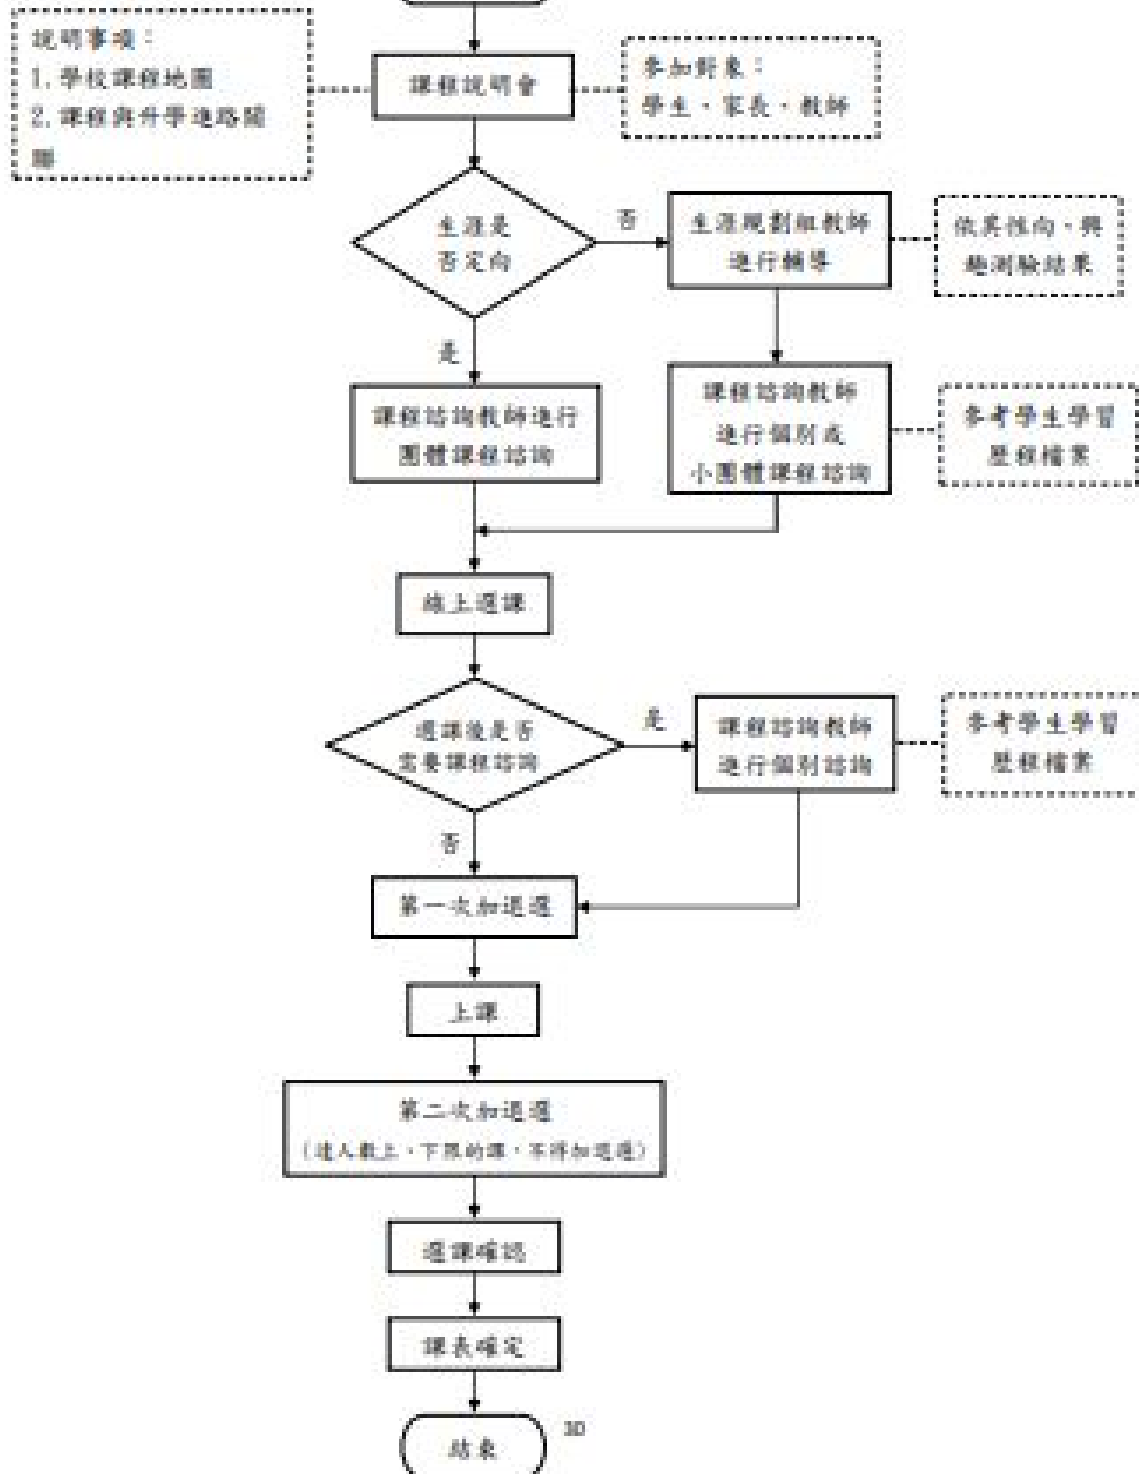 說明事項：
1.學校課程地圖
2.課程與升學進路關
聯
課程說明會
參加對象：
學生、家長、教師
生涯是
否定向
否
生涯規劃組教師
進行輔導
依其性向、興
趣測驗結果
是
課程諮詢教師進行
團體課程諮詢
課程諮詢教師
進行個別或
小團體課程諮詢
參考學生學習
歷程檔案
線上選課
選課後是否
需要課程諮詢
是
課程諮詢教師
進行個別諮詢
參考學生學習
歷程檔案
否
第一次加退選
上課
第二次加退選
(達人數上、下限的課，不得加退選)
選課確認
課表確定
結束
30